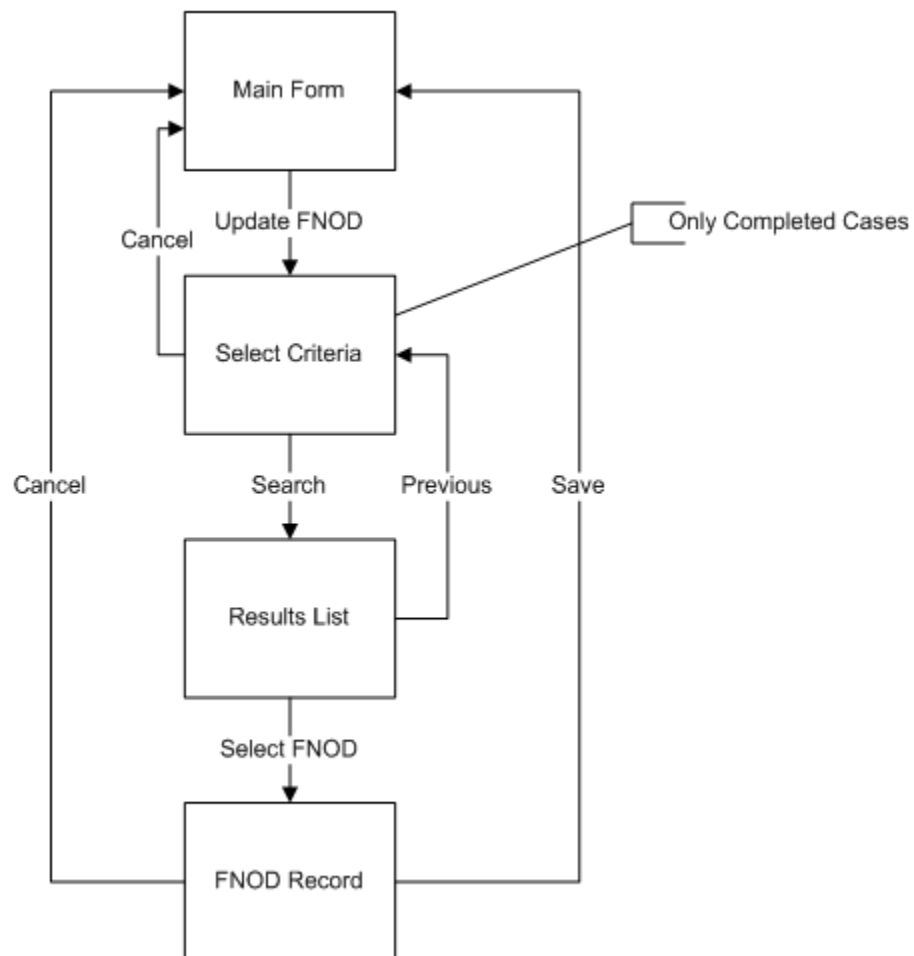 Main Form
Update FNOD
Cancel
Only Completed Cases
Select Criteria
Cancel
Search
Previous
Save
Results List
Select FNOD
FNOD Record